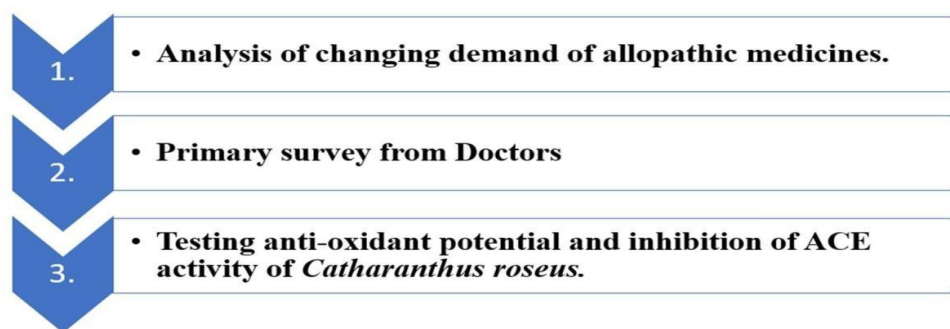 1.
• Analysis of changing demand of allopathic medicines.
2.
• Primary survey from Doctors
3.
• Testing anti-oxidant potential and inhibition of ACE
activity of Catharanthus roseus.